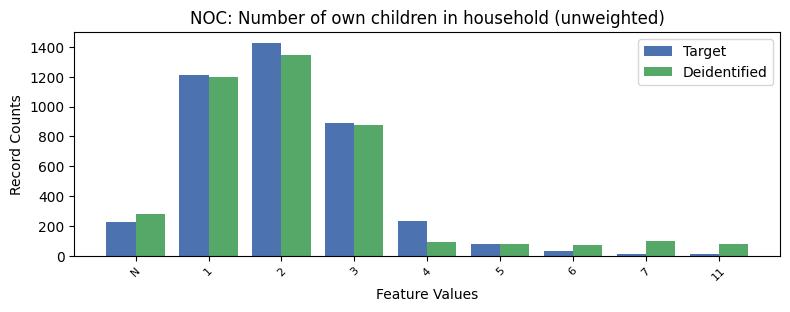 NOC: Number of own children in household (unweighted)
Target
Deidentified
Record Counts
1400
1200
1000
800
600
400
200
0
N 1 2 3 4 5 6 7 11
Feature Values